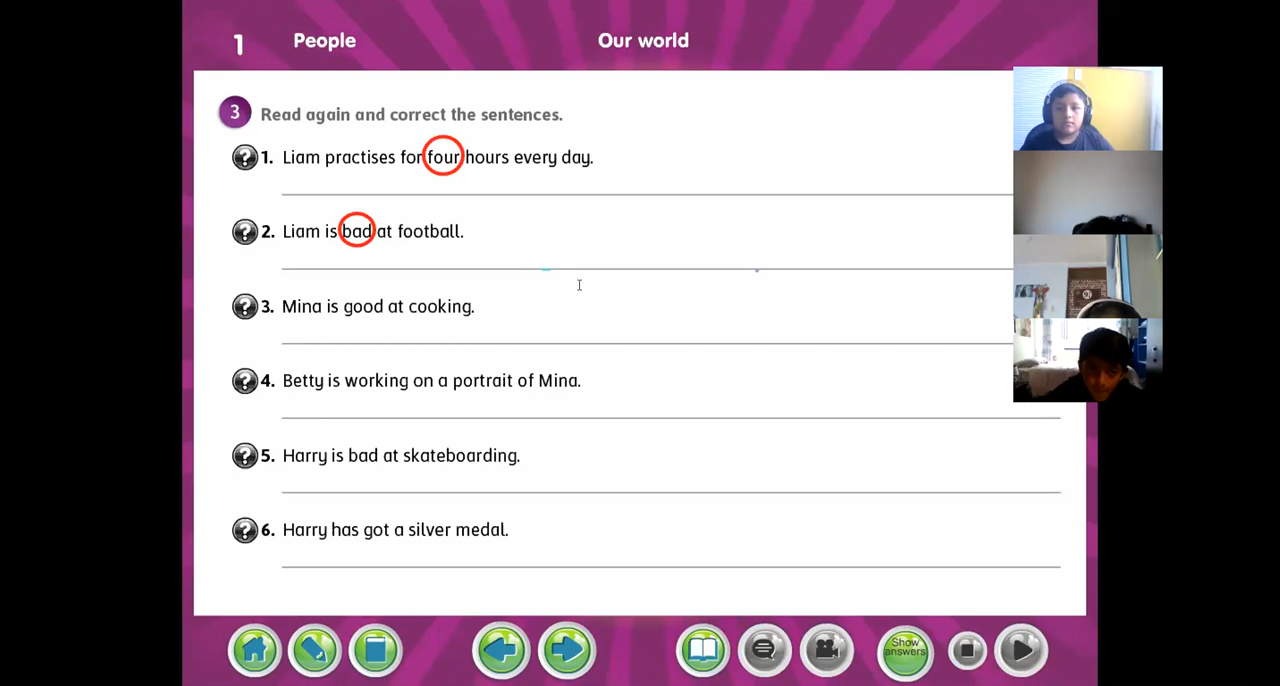 1 People Our world
3 Read again and correct the sentences.
? 1. Liam practises for four hours every day.
? 2. Liam is bad at football.
? 3. Mina is good at cooking.
? 4. Betty is working on a portrait of Mina.
? 5. Harry is bad at skateboarding.
? 6. Harry has got a silver medal.
Show
answers